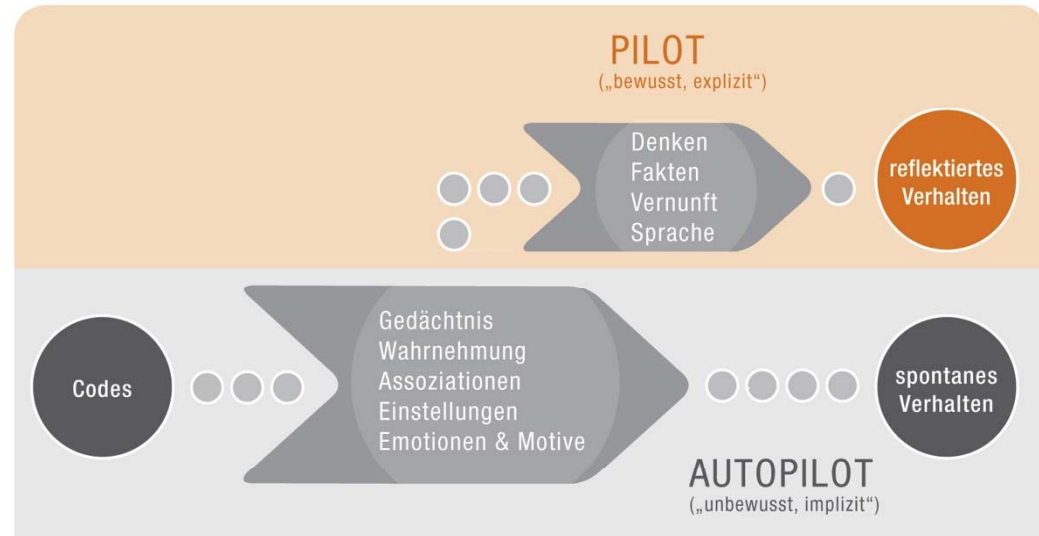 PILOT
(„bewusst, explizit“)
Denken
Fakten
Vernunft
Sprache
reflektiertes
Verhalten
Codes
Gedächtnis
Wahrnehmung
Assoziationen
Einstellungen
Emotionen & Motive
spontanes
Verhalten
AUTOPILOT
(„unbewusst, implizit“)